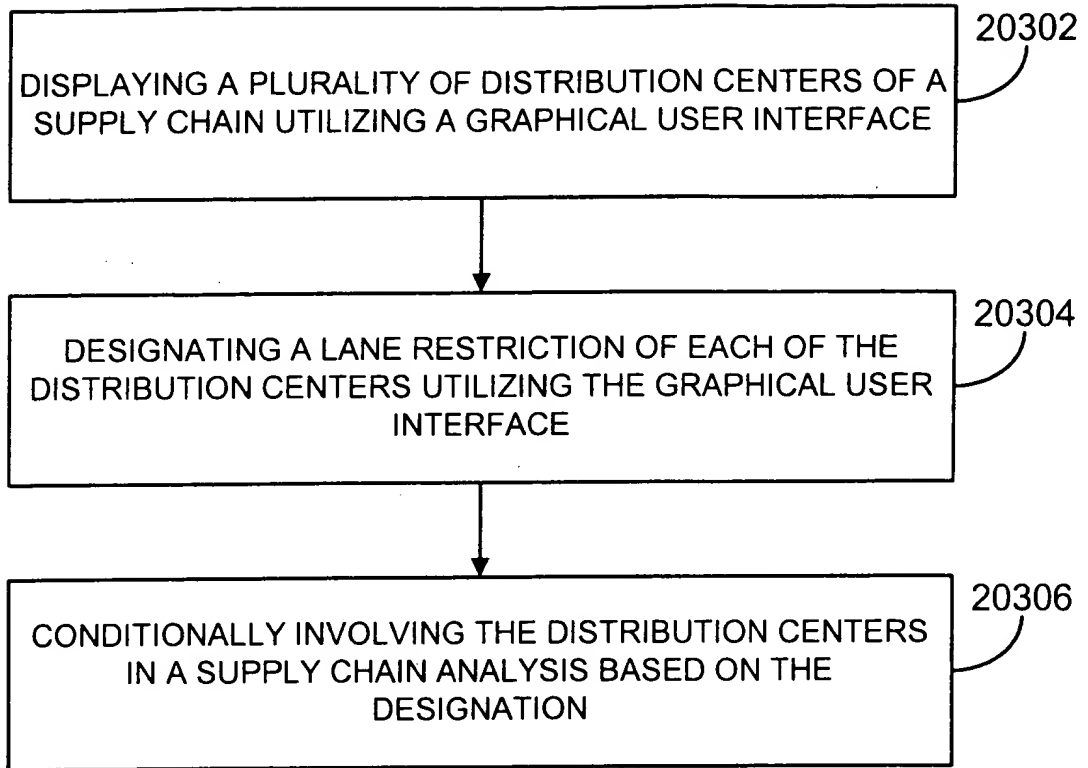 20302
DISPLAYING A PLURALITY OF DISTRIBUTION CENTERS OF A
SUPPLY CHAIN UTILIZING A GRAPHICAL USER INTERFACE
20304
DESIGNATING A LANE RESTRICTION OF EACH OF THE
DISTRIBUTION CENTERS UTILIZING THE GRAPHICAL USER
INTERFACE
20306
CONDITIONALLY INVOLVING THE DISTRIBUTION CENTERS
IN A SUPPLY CHAIN ANALYSIS BASED ON THE
DESIGNATION